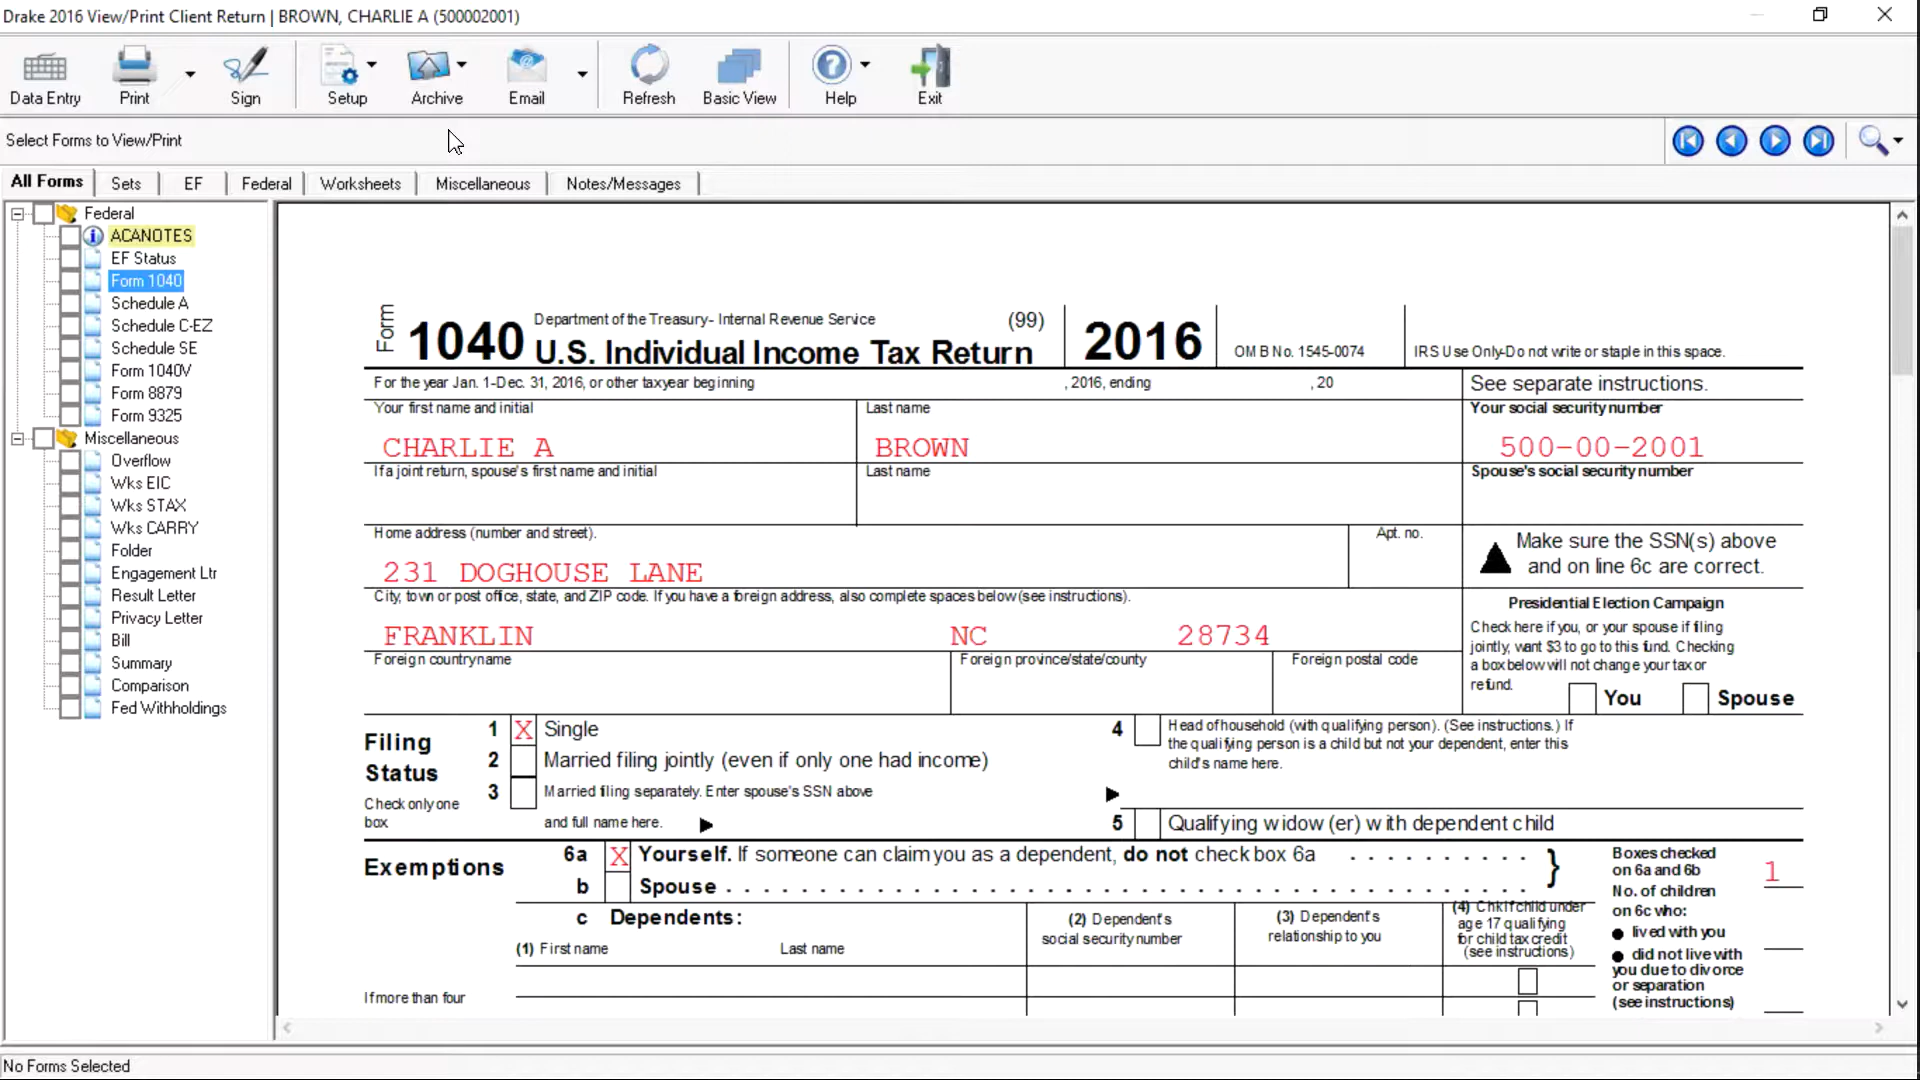 Drake 2016 View/Print Client Return | BROWN, CHARLIE A (500002001)
Data Entry Print Sign Setup Archive Email Refresh Basic View Help Exit
Select Forms to View/Print
All Forms Sets EF Federal Worksheets Miscellaneous Notes/Messages
Federal
ACANOTES
EF Status
Form 1040
Schedule A
Schedule C-EZ
Schedule SE
Form 1040V
Form 8879
Form 9325
Miscellaneous
Overflow
Wks EIC
Wks STAX
Wks CARRY
Folder
Engagement Ltr
Result Letter
Privacy Letter
Bill
Summary
Comparison
Fed Withholdings
Form 1040
Department of the Treasury- Internal Revenue Service (99)
U.S. Individual Income Tax Return
2016
OMB No. 1545-0074
IRS Use Only-Do not write or staple in this space.
For the year Jan. 1-Dec. 31, 2016, or other tax year beginning , 2016, ending , 20
See separate instructions.
Your first name and initial Last name Your social security number
CHARLIE A BROWN 500-00-2001
If a joint return, spouse's first name and initial Last name Spouse's social security number
Home address (number and street). Apt. no.
231 DOGHOUSE LANE
Make sure the SSN(s) above
and on line 6c are correct.
City, town or post office, state, and ZIP code. If you have a foreign address, also complete spaces below (see instructions).
FRANKLIN NC 28734
Foreign country name Foreign province/state/county Foreign postal code
Presidential Election Campaign
Check here if you, or your spouse if filing
jointly, want $3 to go to this fund. Checking
a box below will not change your tax or
refund.
You Spouse
Filing
Status
Check only one
box
1 X Single
2 Married filing jointly (even if only one had income)
3 Married filing separately. Enter spouse's SSN above
and full name here. ▶
4 Head of household (with qualifying person). (See instructions.) If
the qualifying person is a child but not your dependent, enter this
child's name here.
▶
5 Qualifying widow (er) with dependent child
Exemptions
6a X Yourself. If someone can claim you as a dependent, do not check box 6a . . . . . . . . . . }
b Spouse . . . . . . . . . . . . . . . . . . . . . . . . . . . . . . . . . . .
c Dependents:
(1) First name Last name
(2) Dependent's
social security number
(3) Dependent's
relationship to you
(4) Chk if child under
age 17 qualifying
for child tax credit
(see instructions)
If more than four
Boxes checked
on 6a and 6b 1
No. of children
on 6c who:
● lived with you
● did not live with
you due to divorce
or separation
(see instructions)
No Forms Selected